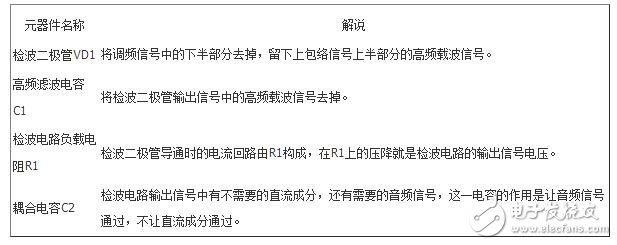 元器件名称 解说
检波二极管VD1 将调频信号中的下半部分去掉，留下上包络信号上半部分的高频载波信号。
高频滤波电容
C1
将检波二极管输出信号中的高频载波信号去掉。
检波电路负载电
阻R1
检波二极管导通时的电流回路由R1构成，在R1上的压降就是检波电路的输出信号电压。
耦合电容C2
检波电路输出信号中有不需要的直流成分，还有需要的音频信号，这一电容的作用是让音频信号
通过，不让直流成分通过。
电子发烧友
www.elecfans.com